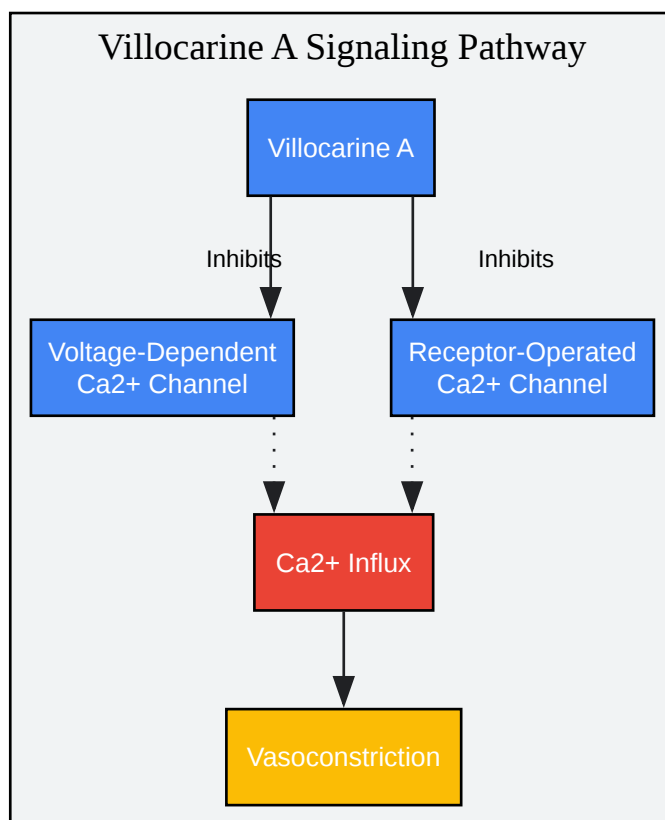 Villocarine A Signaling Pathway
Villocarine A
Inhibits
Inhibits
Voltage-Dependent
Ca2+ Channel
Receptor-Operated
Ca2+ Channel
Ca2+ Influx
Vasoconstriction